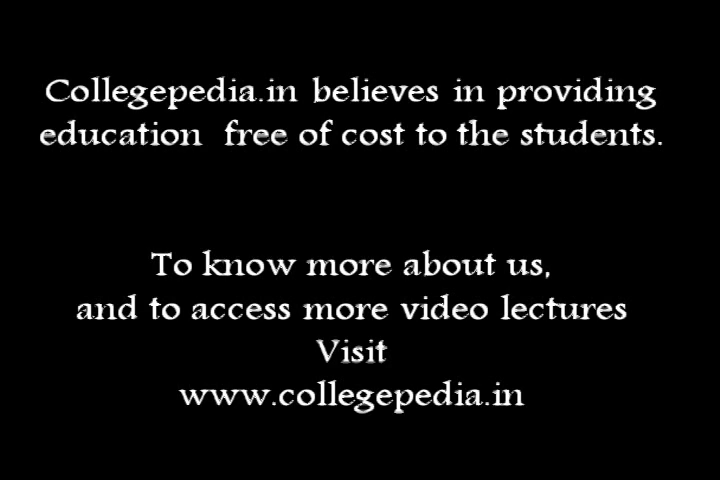 Collegepedia.in believes in providing
education free of cost to the students.
To know more about us,
and to access more video lectures
Visit
www.collegepedia.in